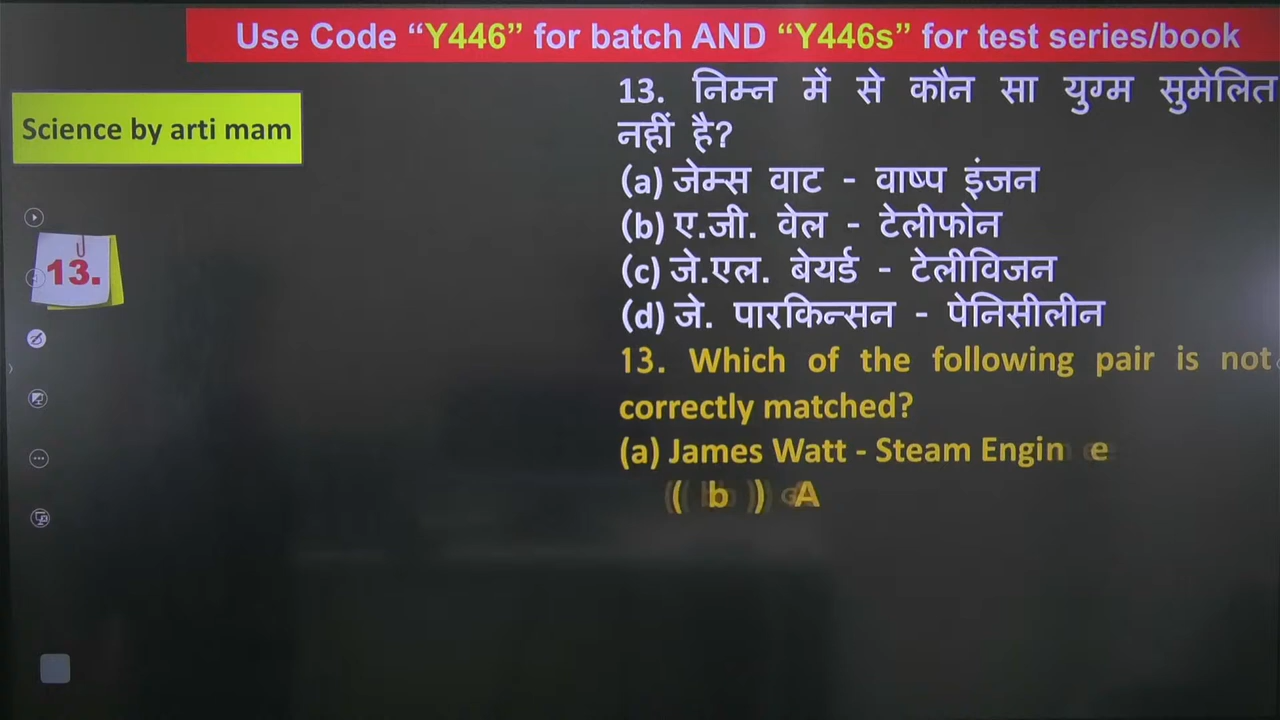 Use Code “Y446” for batch AND “Y446s” for test series/book
Science by arti mam
13.
13. निम्न में से कौन सा युग्म सुमेलित
नहीं है?
(a) जेम्स वाट - वाष्प इंजन
(b) ए.जी. वेल - टेलीफोन
(c) जे.एल. बेयर्ड - टेलीविजन
(d) जे. पारकिन्सन - पेनिसीलीन
13. Which of the following pair is not
correctly matched?
(a) James Watt - Steam Engin e
( b ) A